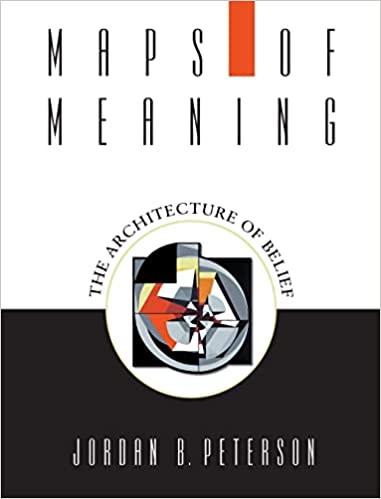 MAPS OF
MEANING
THE ARCHITECTURE OF BELIEF
JORDAN B. PETERSON